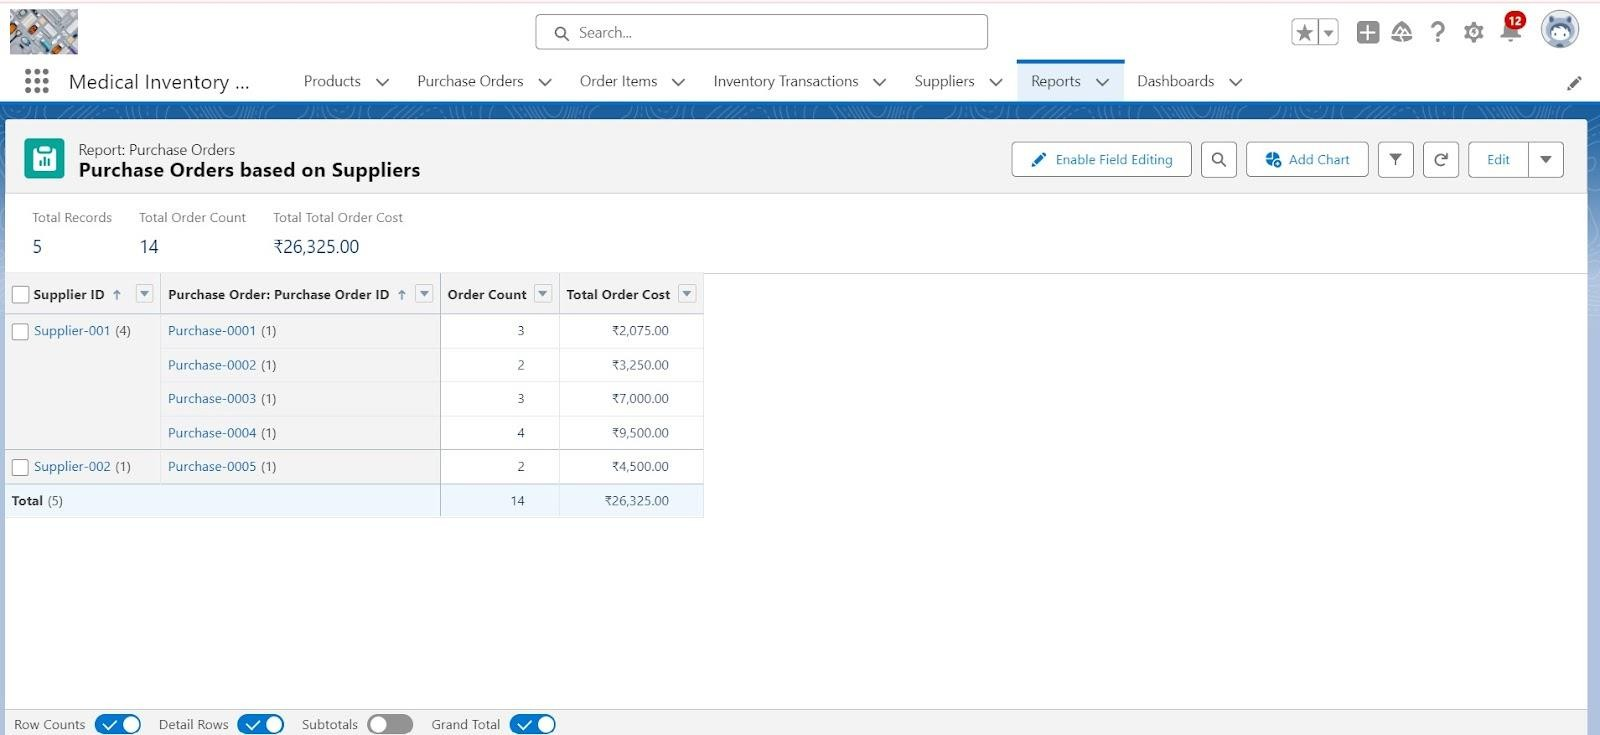 Search...
12
Medical Inventory ...
Products
Purchase Orders
Order Items
Inventory Transactions
Suppliers
Reports
Dashboards
Report: Purchase Orders
Purchase Orders based on Suppliers
Enable Field Editing
Add Chart
Edit
Total Records
Total Order Count
Total Total Order Cost
5
14
₹26,325.00
Supplier ID ↑
Purchase Order: Purchase Order ID ↑
Order Count
Total Order Cost
Supplier-001 (4)
Purchase-0001 (1)
3
₹2,075.00
Purchase-0002 (1)
2
₹3,250.00
Purchase-0003 (1)
3
₹7,000.00
Purchase-0004 (1)
4
₹9,500.00
Supplier-002 (1)
Purchase-0005 (1)
2
₹4,500.00
Total (5)
14
₹26,325.00
Row Counts
Detail Rows
Subtotals
Grand Total